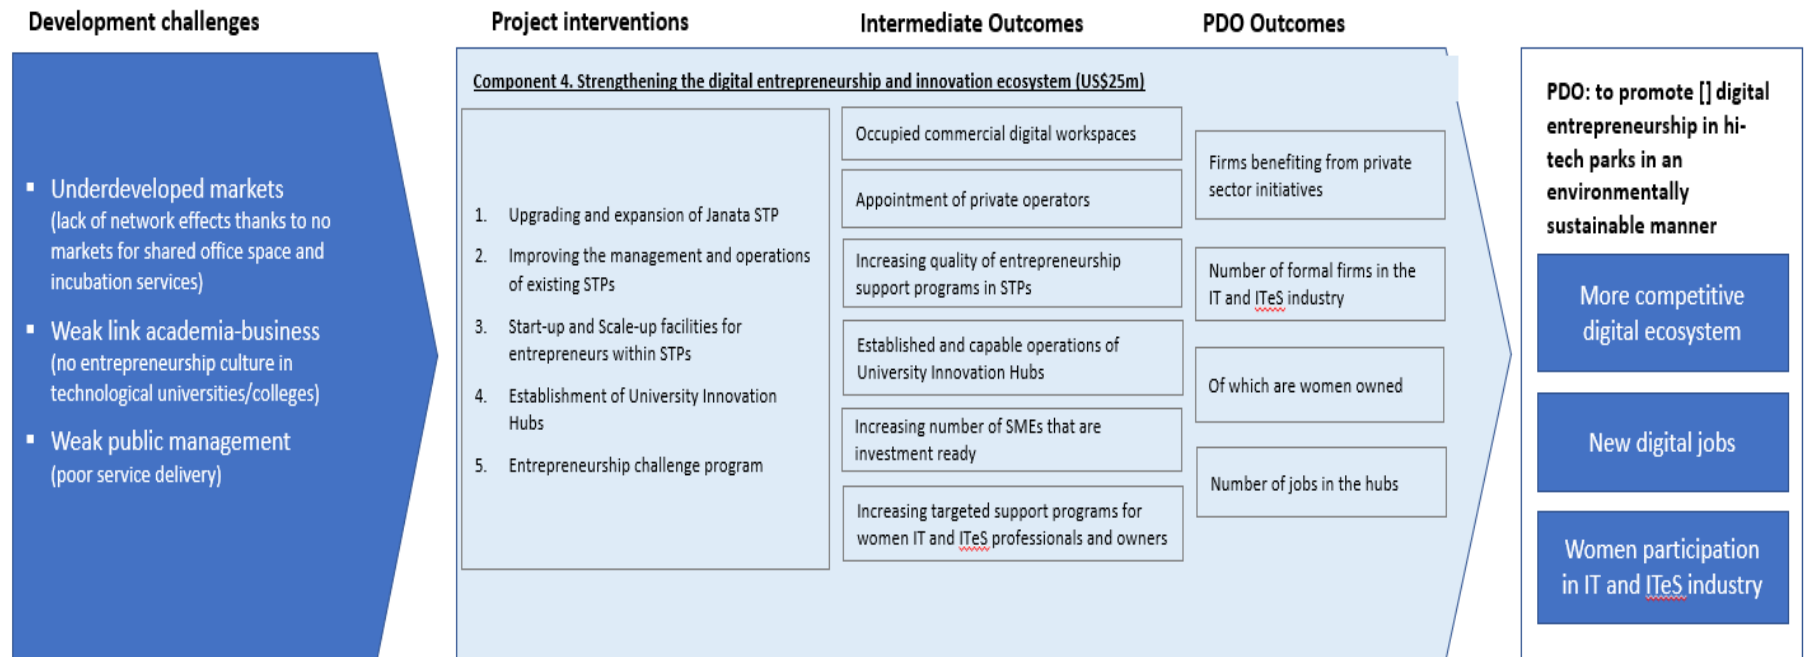 Development challenges
Project interventions
Intermediate Outcomes
PDO Outcomes
▪ Underdeveloped markets
(lack of network effects thanks to no
markets for shared office space and
incubation services)
▪ Weak link academia-business
(no entrepreneurship culture in
technological universities/colleges)
▪ Weak public management
(poor service delivery)
Component 4. Strengthening the digital entrepreneurship and innovation ecosystem (US$25m)
1. Upgrading and expansion of Janata STP
2. Improving the management and operations
of existing STPs
3. Start-up and Scale-up facilities for
entrepreneurs within STPs
4. Establishment of University Innovation
Hubs
5. Entrepreneurship challenge program
Occupied commercial digital workspaces
Appointment of private operators
Increasing quality of entrepreneurship
support programs in STPs
Established and capable operations of
University Innovation Hubs
Increasing number of SMEs that are
investment ready
Increasing targeted support programs for
women IT and ITeS professionals and owners
Firms benefiting from private
sector initiatives
Number of formal firms in the
IT and ITeS industry
Of which are women owned
Number of jobs in the hubs
PDO: to promote [] digital
entrepreneurship in hi-
tech parks in an
environmentally
sustainable manner
More competitive
digital ecosystem
New digital jobs
Women participation
in IT and ITeS industry